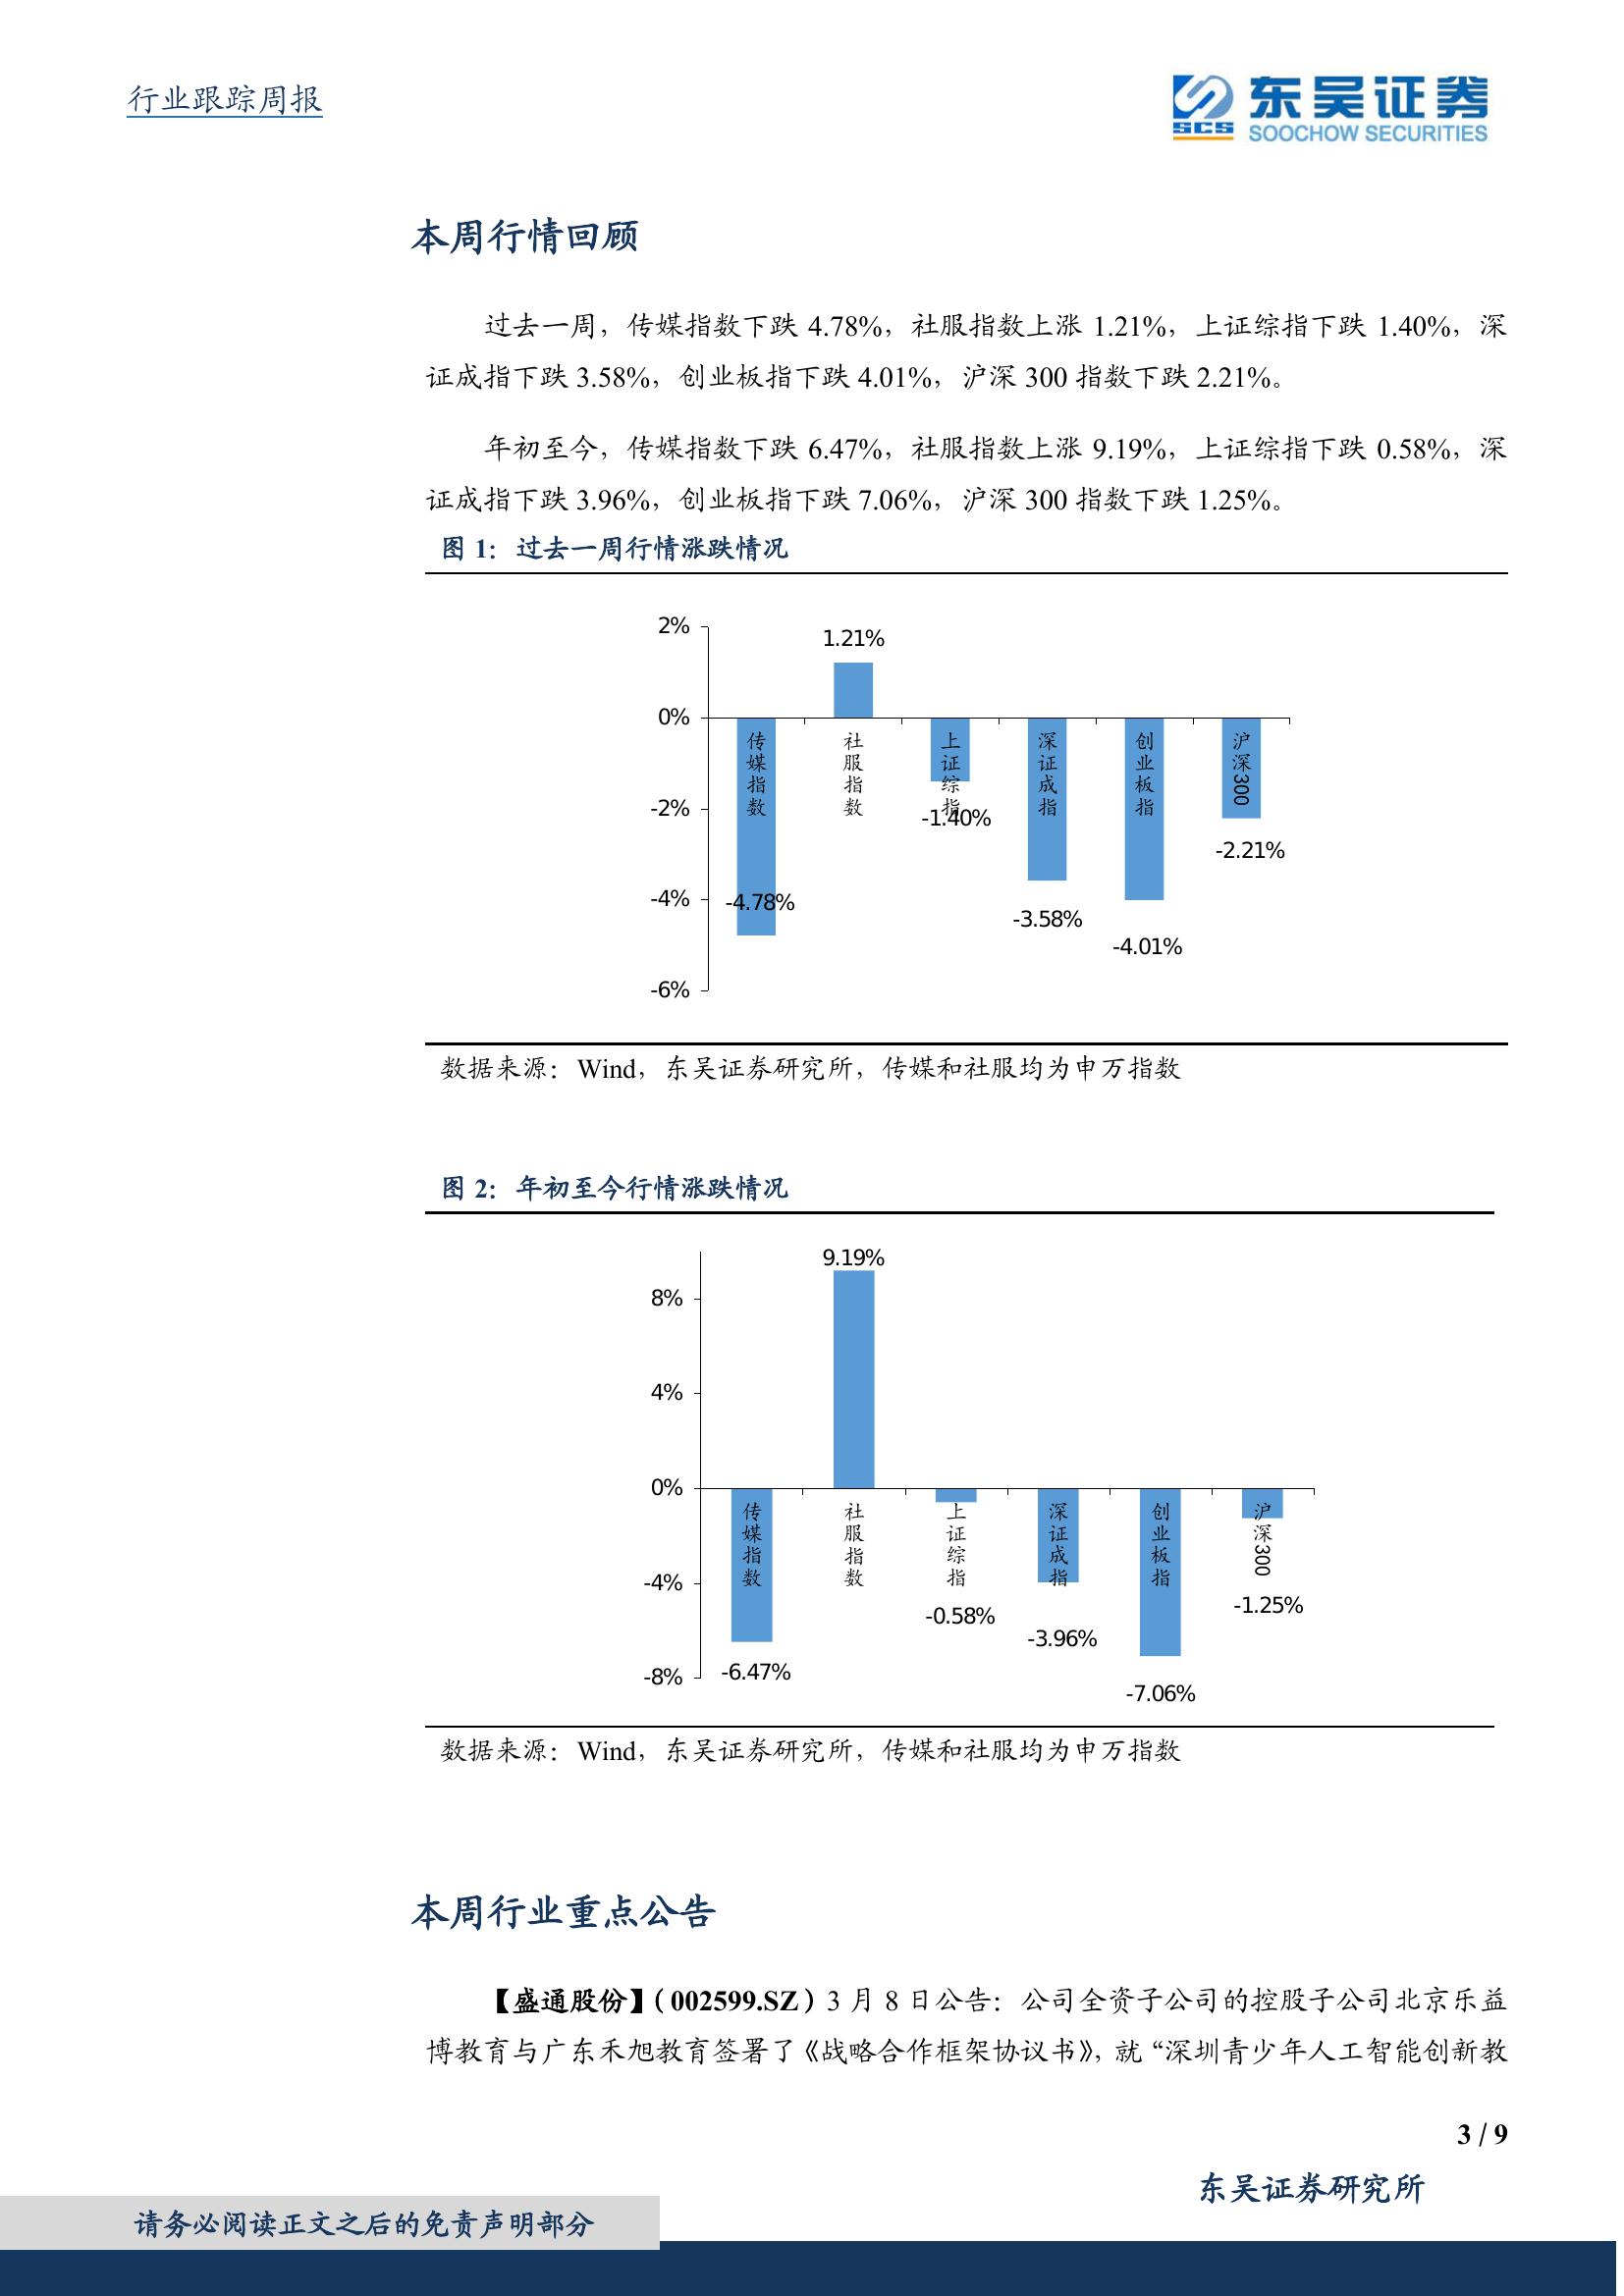 行业跟踪周报
SCS
东吴证券
SOOCHOW SECURITIES
本周行情回顾
过去一周，传媒指数下跌 4.78%，社服指数上涨 1.21%，上证综指下跌 1.40%，深
证成指下跌 3.58%，创业板指下跌 4.01%，沪深 300 指数下跌 2.21%。
年初至今，传媒指数下跌 6.47%，社服指数上涨 9.19%，上证综指下跌 0.58%，深
证成指下跌 3.96%，创业板指下跌 7.06%，沪深 300 指数下跌 1.25%。
图 1：过去一周行情涨跌情况
2%
0%
-2%
-4%
-6%
传媒指数
社服指数
上证综指
深证成指
创业板指
沪深300
-4.78%
1.21%
-1.40%
-3.58%
-4.01%
-2.21%
数据来源：Wind，东吴证券研究所，传媒和社服均为申万指数
图 2：年初至今行情涨跌情况
8%
4%
0%
-4%
-8%
传媒指数
社服指数
上证综指
深证成指
创业板指
沪深300
-6.47%
9.19%
-0.58%
-3.96%
-7.06%
-1.25%
数据来源：Wind，东吴证券研究所，传媒和社服均为申万指数
本周行业重点公告
【盛通股份】（002599.SZ）3 月 8 日公告：公司全资子公司的控股子公司北京乐益
博教育与广东禾旭教育签署了《战略合作框架协议书》，就 “深圳青少年人工智能创新教
3 / 9
东吴证券研究所
请务必阅读正文之后的免责声明部分